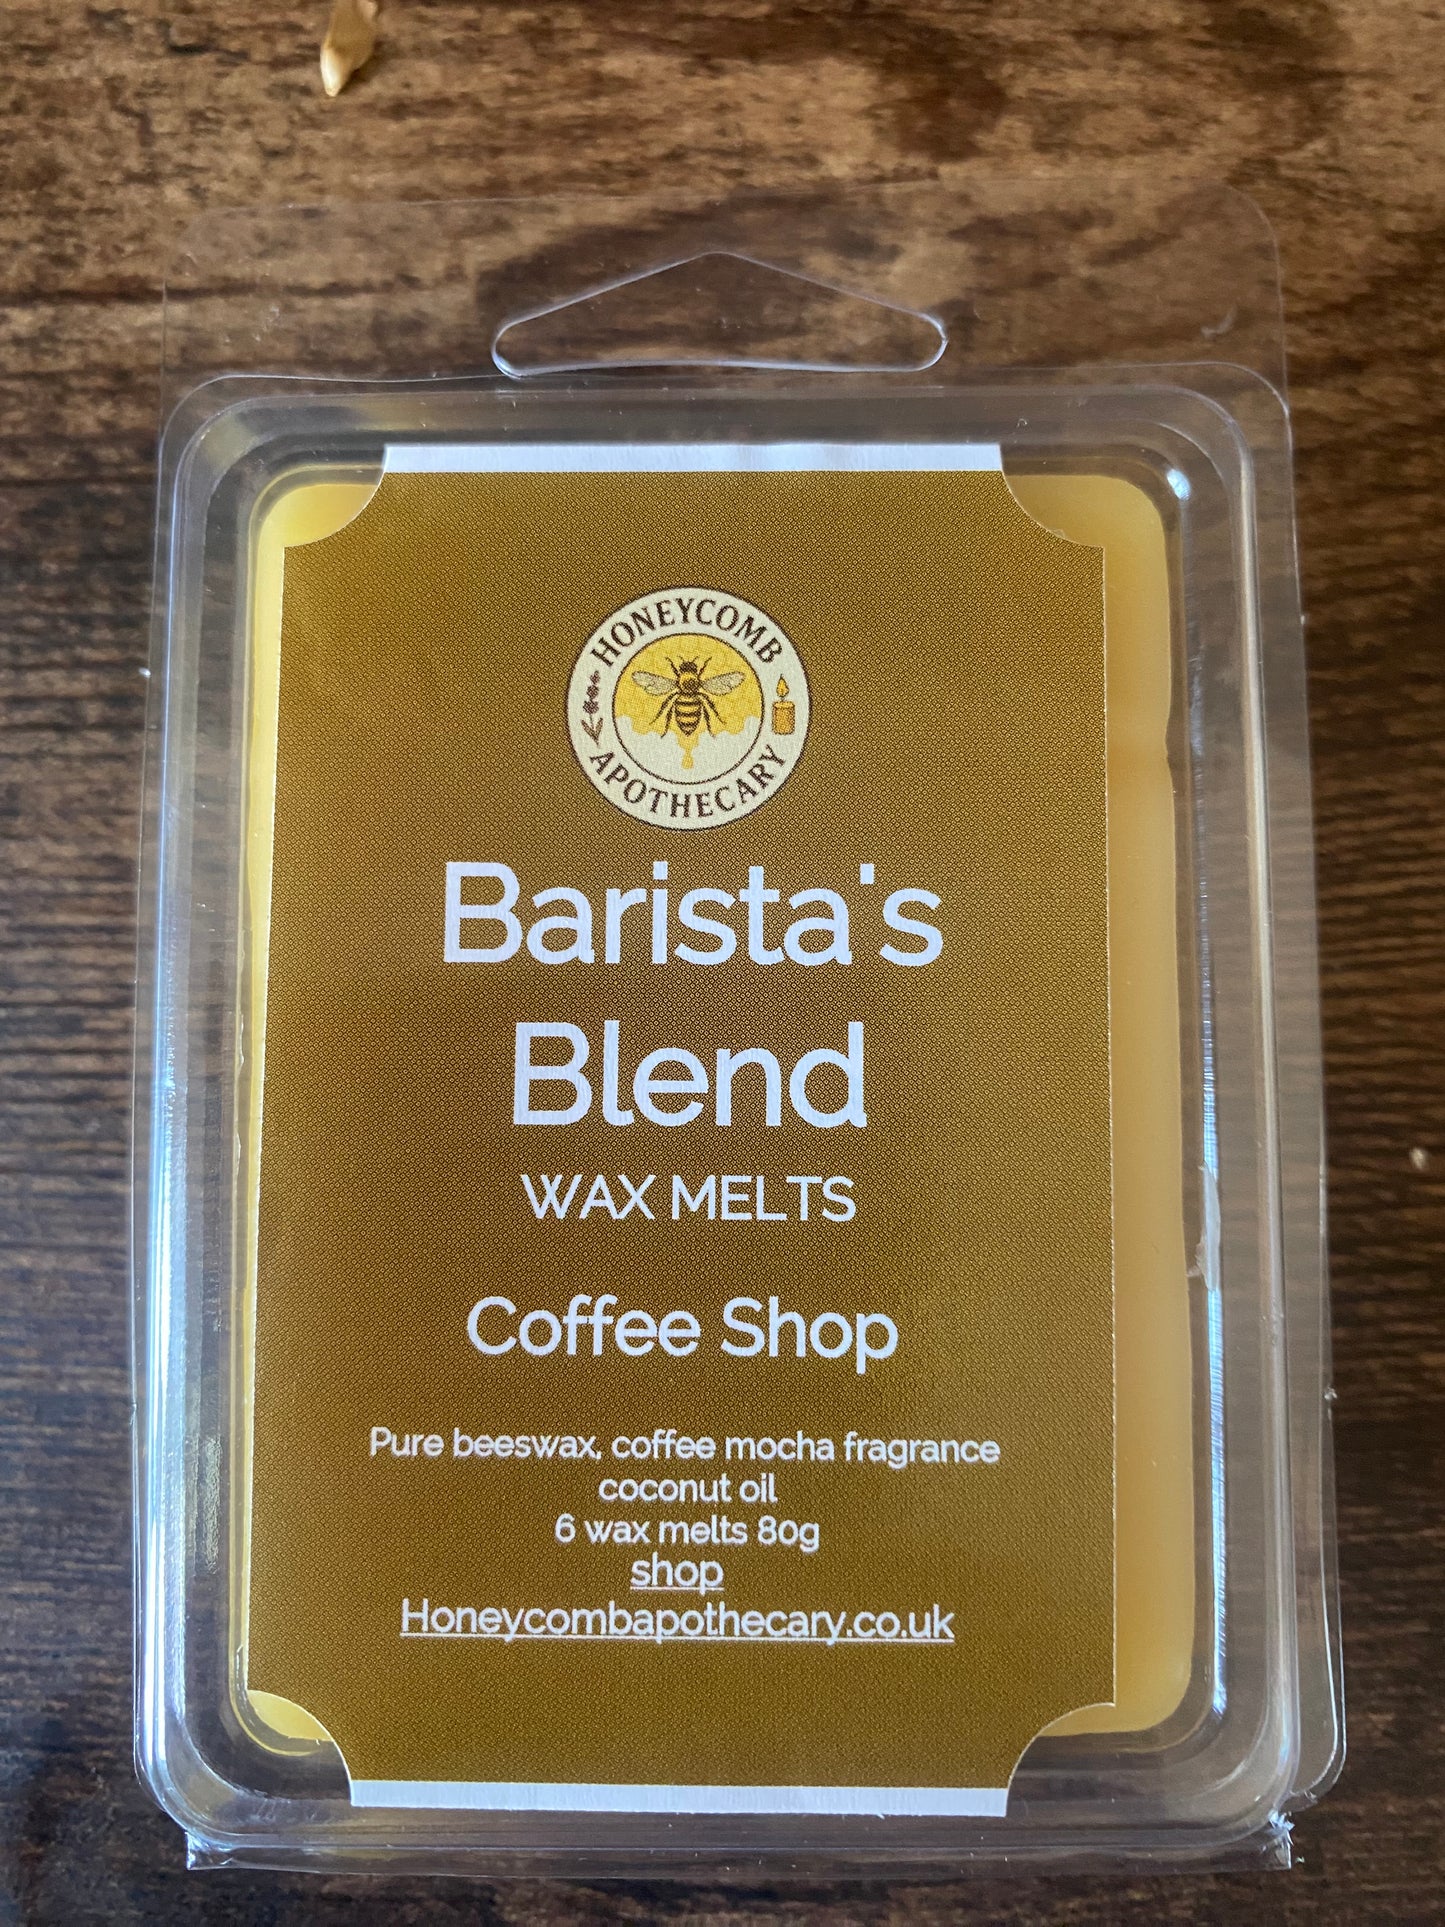 HONEYCOMB
APOTHECARY
Barista's
Blend
WAX MELTS
Coffee Shop
Pure beeswax, coffee mocha fragrance
coconut oil
6 wax melts 80g
shop
Honeycombapothecary.co.uk